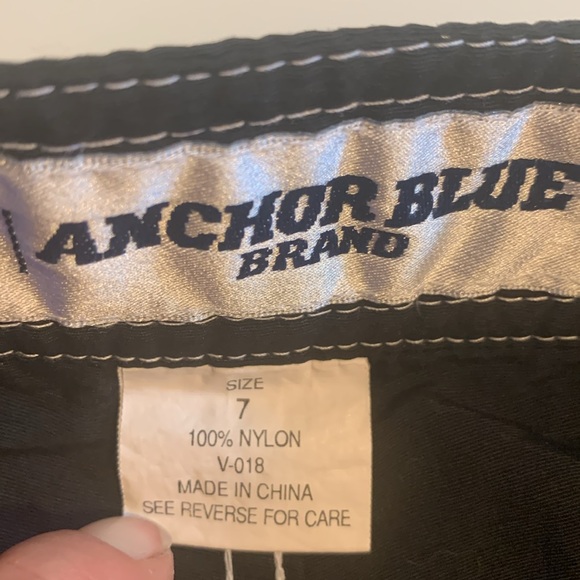 ANCHOR BLUE
BRAND
SIZE
7
100% NYLON
V-018
MADE IN CHINA
SEE REVERSE FOR CARE